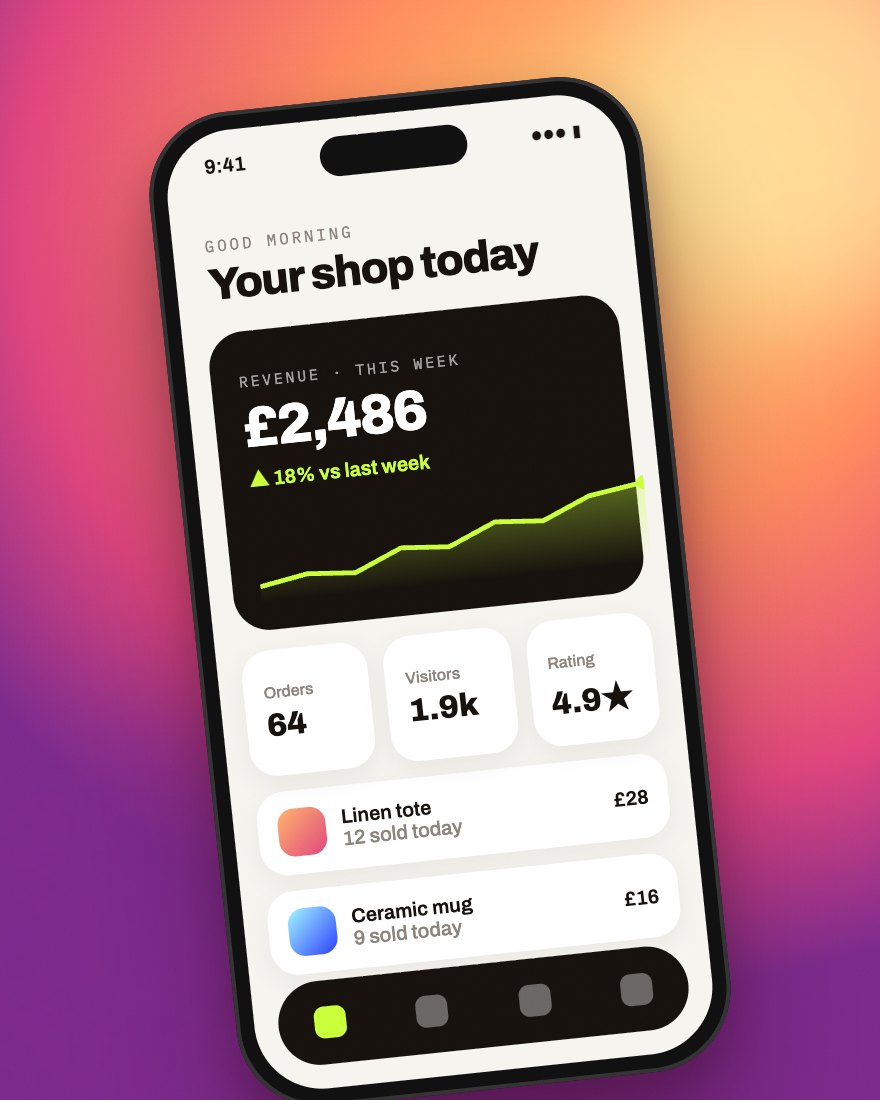 9:41
GOOD MORNING
Your shop today
REVENUE · THIS WEEK
£2,486
▲ 18% vs last week
Orders
64
Visitors
1.9k
Rating
4.9★
Linen tote
12 sold today
£28
Ceramic mug
9 sold today
£16